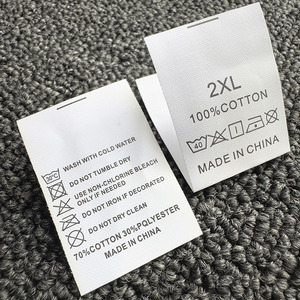 30°C
WASH WITH COLD WATER
DO NOT TUMBLE DRY
USE NON-CHLORINE BLEACH
ONLY IF NEEDED
DO NOT IRON IF DECORATED
DO NOT DRY CLEAN
70%COTTON 30%POLYESTER
MADE IN CHINA
2XL
100%COTTON
40
MADE IN CHINA